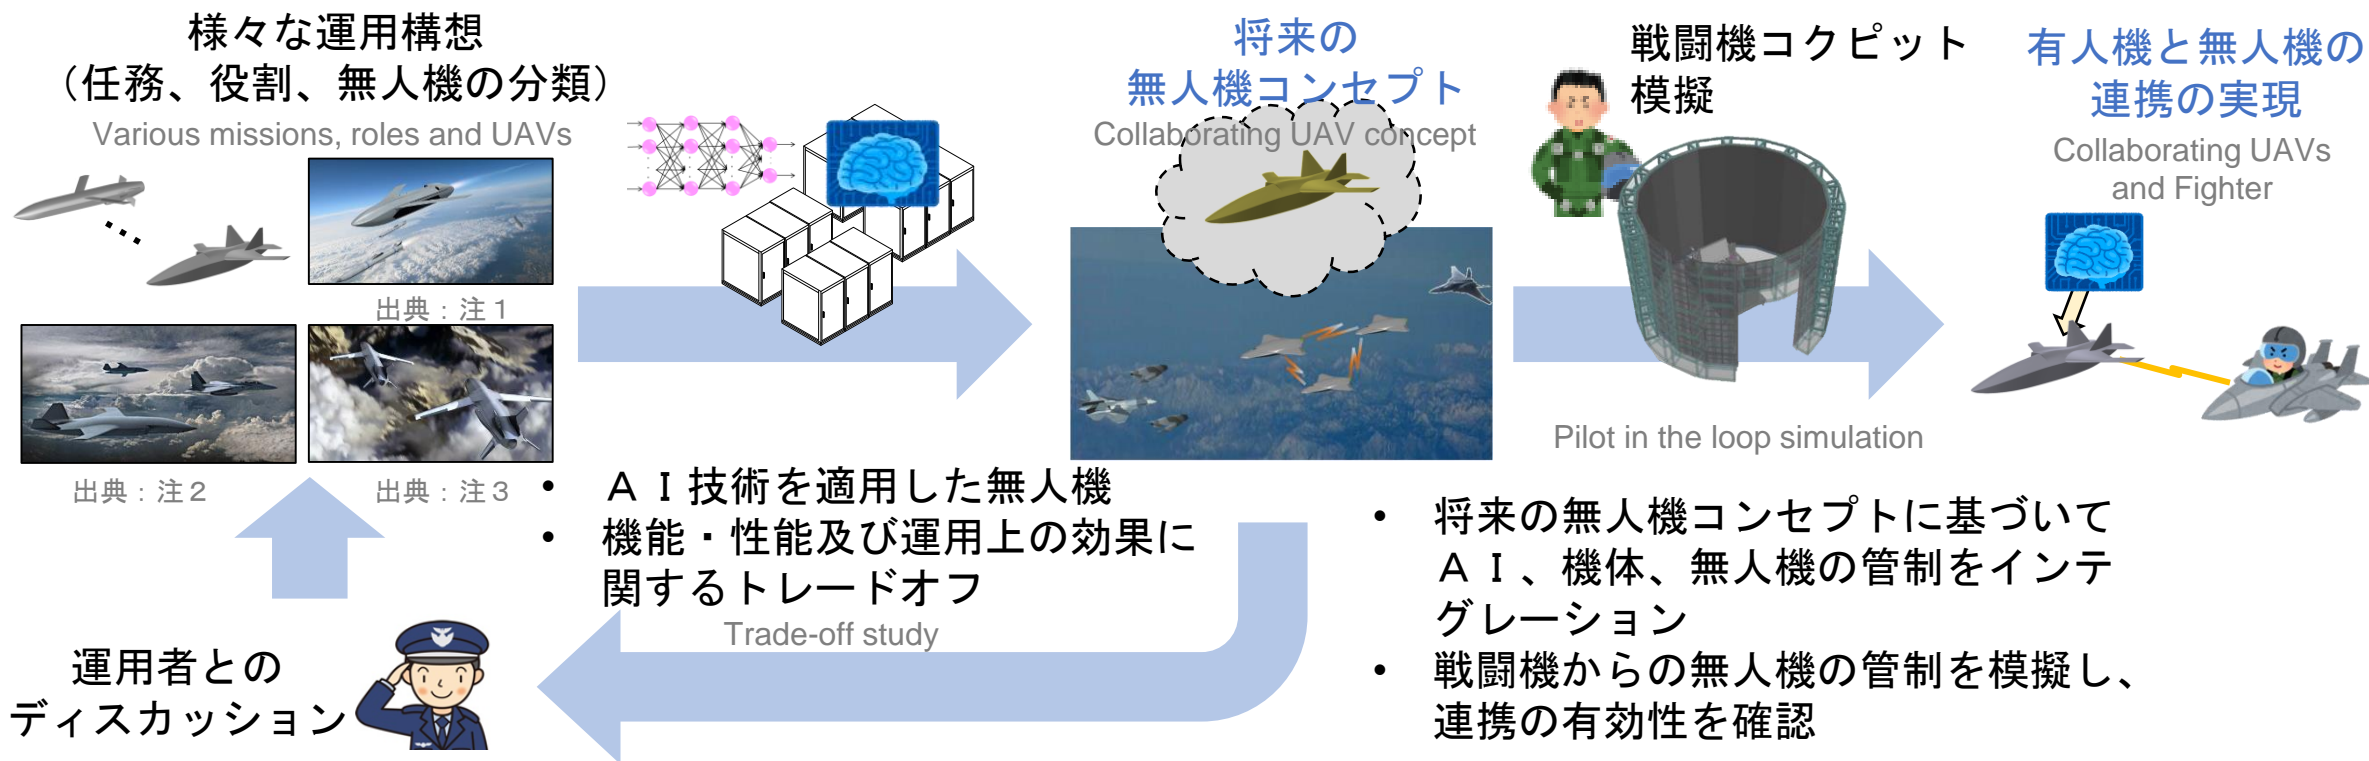 様々な運用構想
（任務、役割、無人機の分類）
Various missions, roles and UAVs
出典：注１
出典：注２
出典：注３
将来の
無人機コンセプト
Collaborating UAV concept
戦闘機コクピット
模擬
Pilot in the loop simulation
有人機と無人機の
連携の実現
Collaborating UAVs
and Fighter
• ＡＩ技術を適用した無人機
• 機能・性能及び運用上の効果に
関するトレードオフ
Trade-off study
• 将来の無人機コンセプトに基づいて
ＡＩ、機体、無人機の管制をインテ
グレーション
• 戦闘機からの無人機の管制を模擬し、
連携の有効性を確認
運用者との
ディスカッション